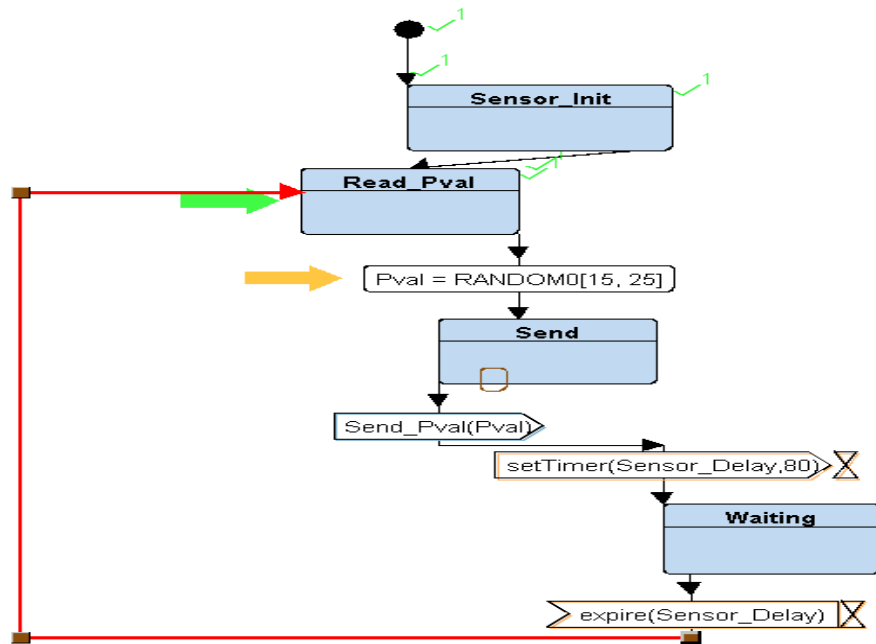 1
1
Sensor_Init
1
1
Read_Pval
Pval = RANDOM0[15, 25]
Send
Send_Pval(Pval)
setTimer(Sensor_Delay,80)
Waiting
expire(Sensor_Delay)